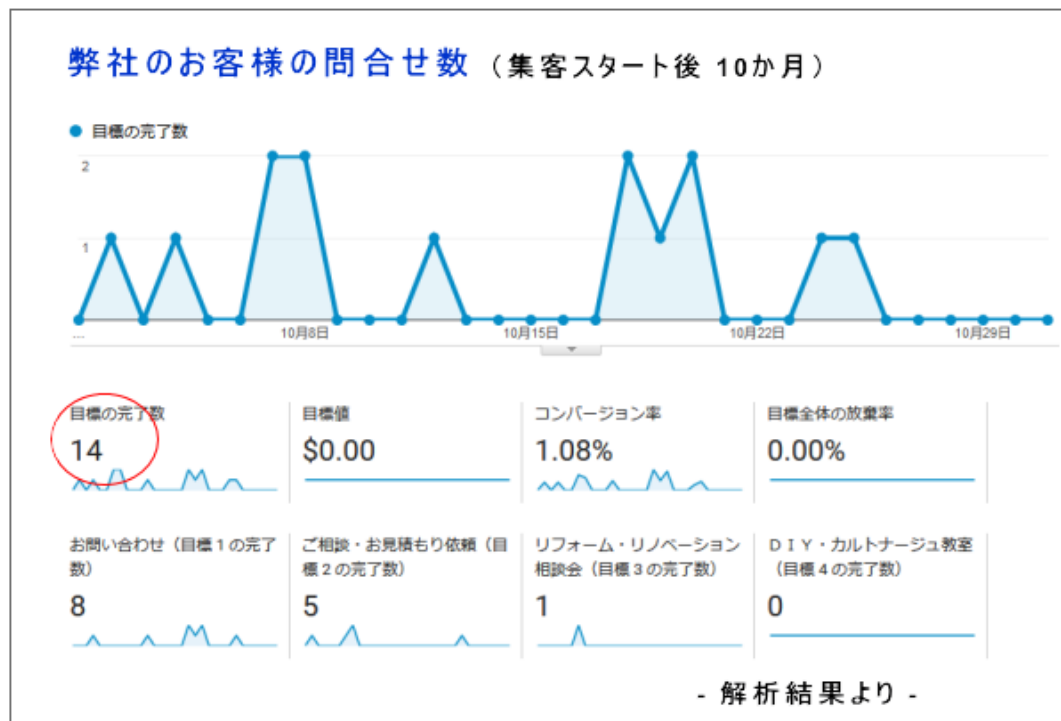 弊社のお客様の問合せ数 (集客スタート後 10か月)
目標の完了数
2
1
....
10月8日
10月15日
10月22日
10月29日
目標の完了数
14
目標値
$0.00
コンバージョン率
1.08%
目標全体の放棄率
0.00%
お問い合わせ(目標1の完了
数)
8
ご相談・お見積もり依頼(目
標2の完了数)
5
リフォーム・リノベーション
相談会(目標3の完了数)
1
DIY・カルトナージュ教室
(目標4の完了数)
0
- 解析結果より -